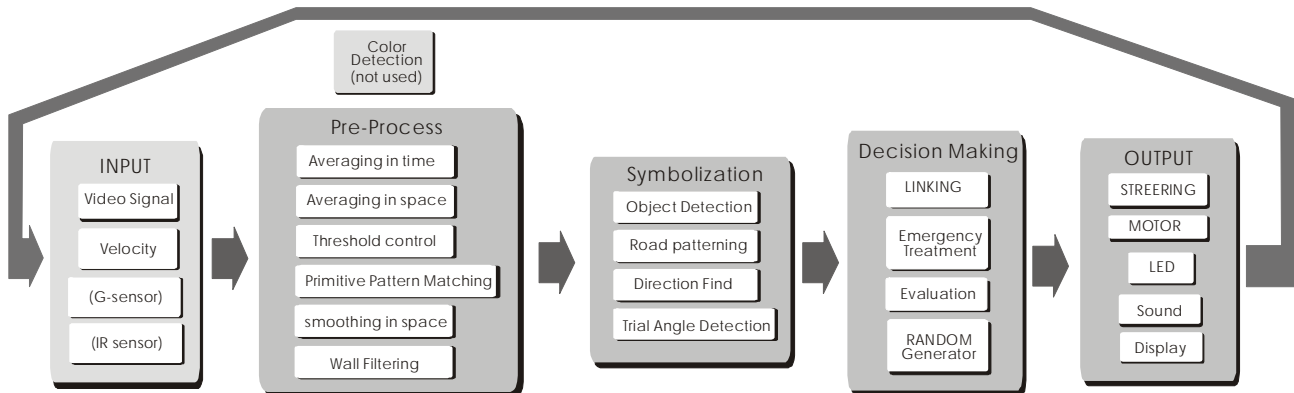 Color
Detection
(not used)
INPUT
Video Signal
Velocity
(G-sensor)
(IR sensor)
Pre-Process
Averaging in time
Averaging in space
Threshold control
Primitive Pattern Matching
smoothing in space
Wall Filtering
Symbolization
Object Detection
Road patterning
Direction Find
Trial Angle Detection
Decision Making
LINKING
Emergency
Treatment
Evaluation
RANDOM
Generator
OUTPUT
STREERING
MOTOR
LED
Sound
Display